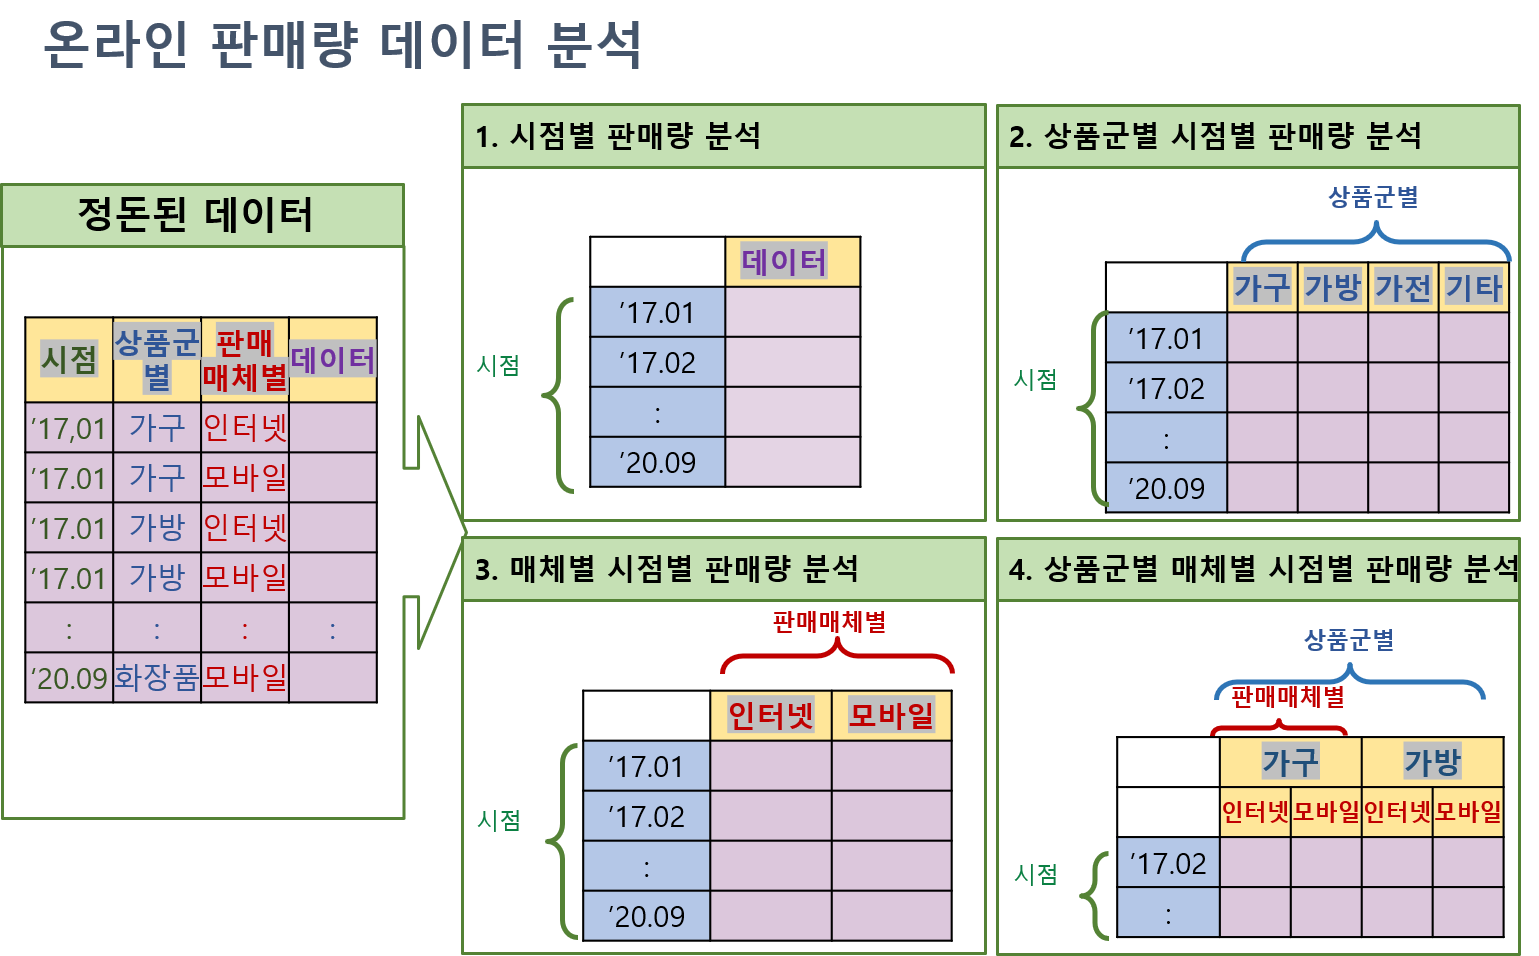 온라인 판매량 데이터 분석
정돈된 데이터
시점 상품군별 판매매체별 데이터
’17,01 가구 인터넷
’17.01 가구 모바일
’17.01 가방 인터넷
’17.01 가방 모바일
: : : :
’20.09 화장품 모바일
1. 시점별 판매량 분석
데이터
시점
’17.01
’17.02
:
’20.09
2. 상품군별 시점별 판매량 분석
상품군별
가구 가방 가전 기타
시점
’17.01
’17.02
:
’20.09
3. 매체별 시점별 판매량 분석
판매매체별
인터넷 모바일
시점
’17.01
’17.02
:
’20.09
4. 상품군별 매체별 시점별 판매량 분석
상품군별
판매매체별
가구 가방
인터넷 모바일 인터넷 모바일
시점
’17.02
: